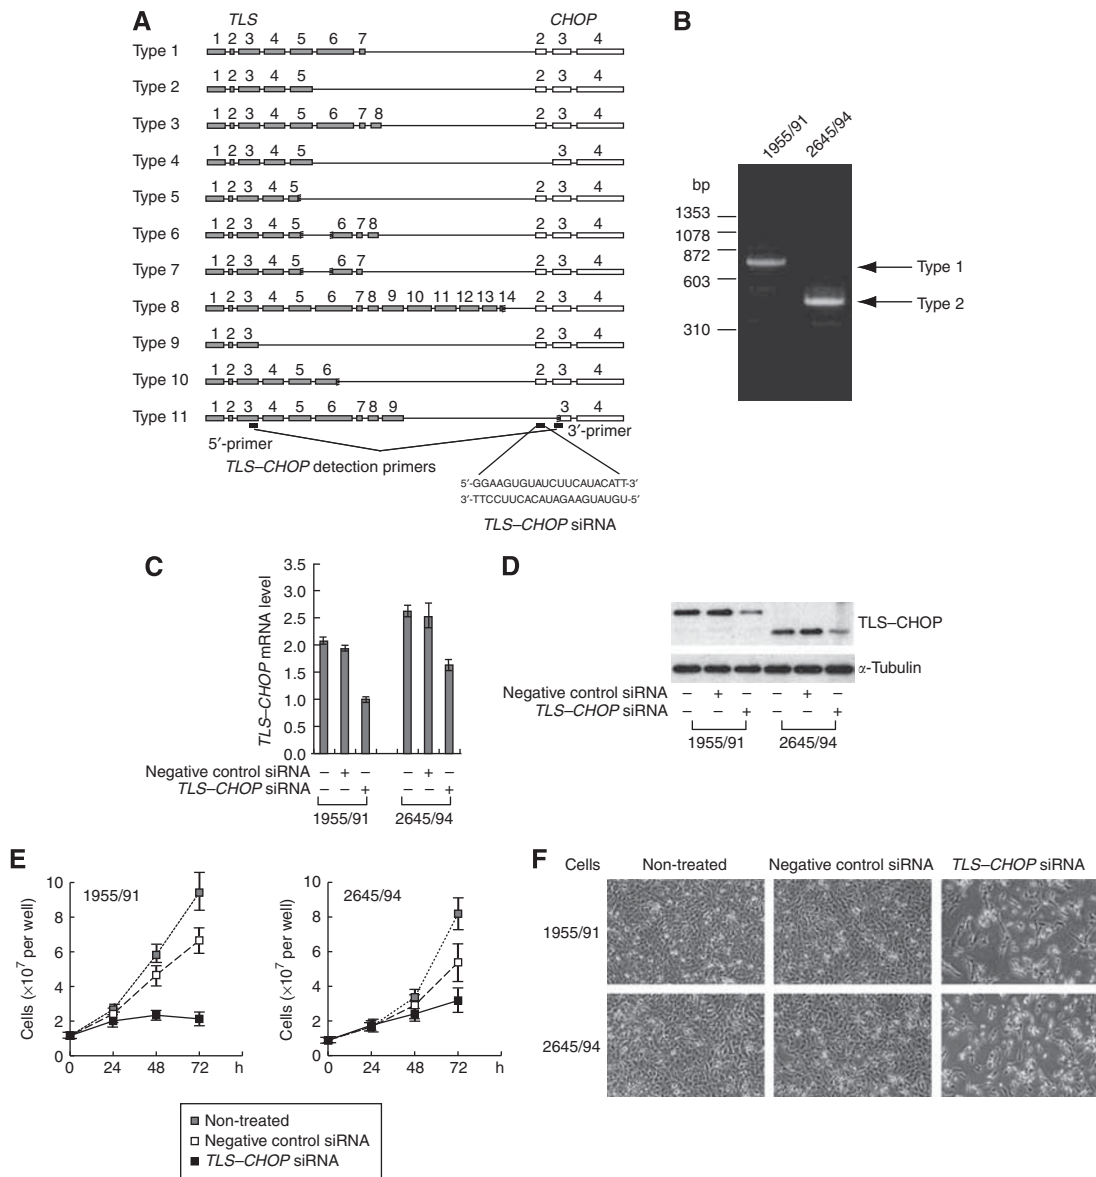 A
TLS CHOP
1 2 3 4 5 6 7 2 3 4
Type 1
1 2 3 4 5 2 3 4
Type 2
1 2 3 4 5 6 7 8 2 3 4
Type 3
1 2 3 4 5 3 4
Type 4
1 2 3 4 5 2 3 4
Type 5
1 2 3 4 5 6 7 8 2 3 4
Type 6
1 2 3 4 5 6 7 2 3 4
Type 7
1 2 3 4 5 6 7 8 9 10 11 12 13 14 2 3 4
Type 8
1 2 3 2 3 4
Type 9
1 2 3 4 5 6 2 3 4
Type 10
1 2 3 4 5 6 7 8 9 3 4
Type 11
5′-primer 3′-primer
TLS–CHOP detection primers
5′-GGAAGUGUAUCUUCAUACATT-3′
3′-TTCCUUCACAUAGAAGUAUGU-5′
TLS–CHOP siRNA
B
1955/91 2645/94
bp
1353
1078
872
603
310
Type 1
Type 2
C
TLS–CHOP mRNA level
3.5
3.0
2.5
2.0
1.5
1.0
0.5
0.0
Negative control siRNA – + – – + –
TLS–CHOP siRNA – – + – – +
1955/91 2645/94
D
TLS–CHOP
α-Tubulin
Negative control siRNA – + – – + –
TLS–CHOP siRNA – – + – – +
1955/91 2645/94
E
Cells (×10⁷ per well)
10
8
6
4
2
0
1955/91
0 24 48 72 h
Cells (×10⁷ per well)
10
8
6
4
2
0
2645/94
0 24 48 72 h
Non-treated
Negative control siRNA
TLS–CHOP siRNA
F
Cells Non-treated Negative control siRNA TLS–CHOP siRNA
1955/91
2645/94